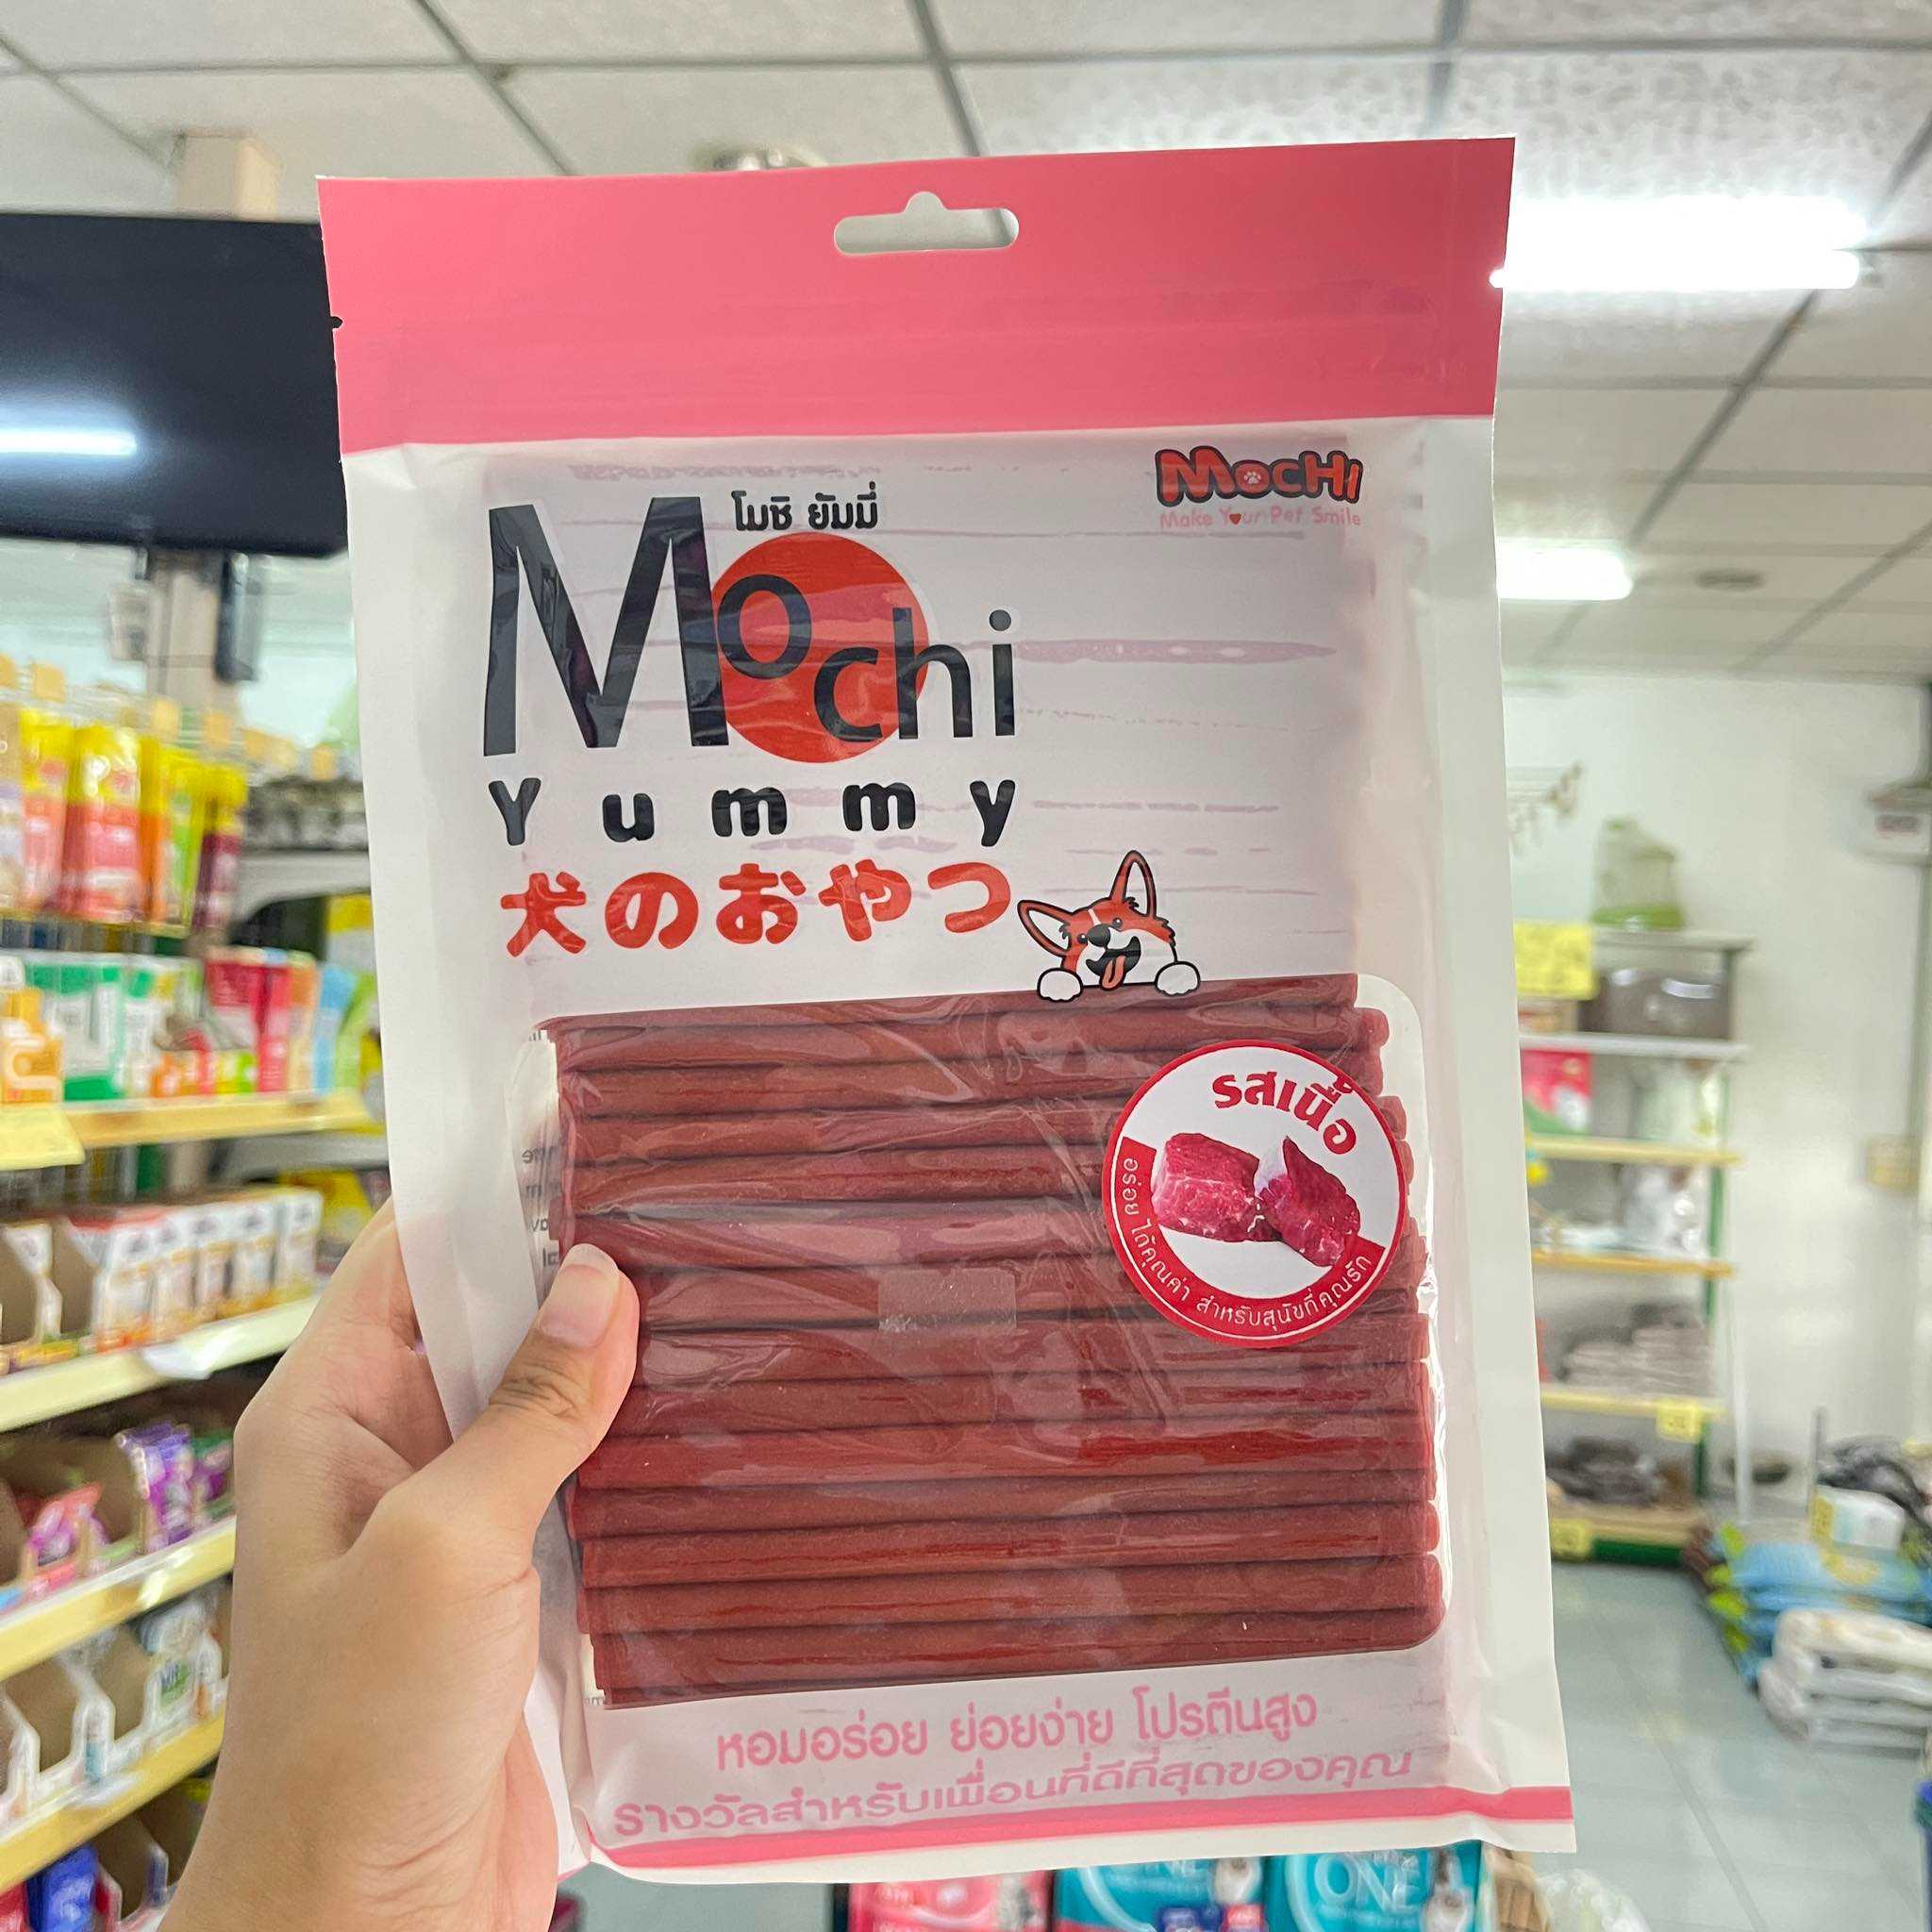 MocHi
Make Your Pet Smile
โมชิ ยัมมี่
Mochi
Yummy
犬のおやつ
รสเนื้อ
อร่อย ได้คุณค่า สำหรับสุนัขที่คุณรัก
หอมอร่อย ย่อยง่าย โปรตีนสูง
รางวัลสำหรับเพื่อนที่ดีที่สุดของคุณ
ONE